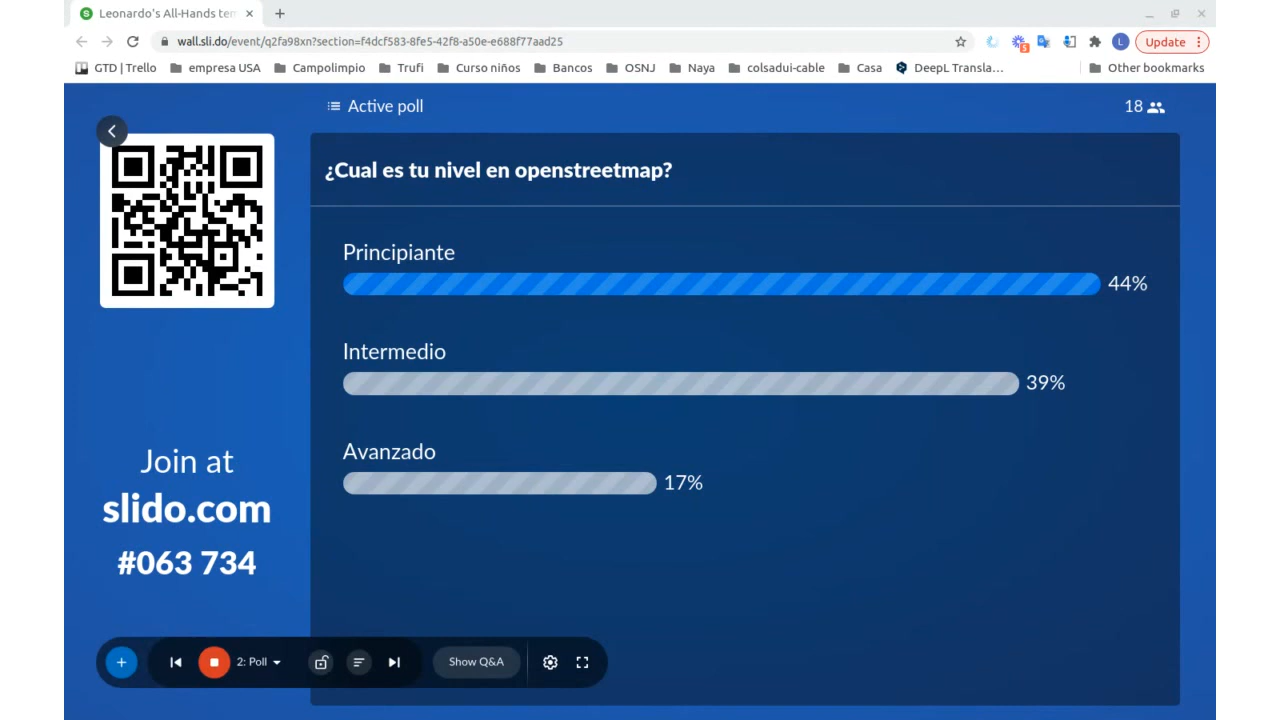 Leonardo's All-Hands tem
wall.sli.do/event/q2fa98xn?section=f4dcf583-8fe5-42f8-a50e-e688f77aad25
5
L
Update
GTD | Trello
empresa USA
Campolimpio
Trufi
Curso niños
Bancos
OSNJ
Naya
colsadui-cable
Casa
DeepL Transla...
Other bookmarks
Active poll
18
¿Cual es tu nivel en openstreetmap?
Principiante
44%
Intermedio
39%
Avanzado
17%
Join at
slido.com
#063 734
2: Poll
Show Q&A